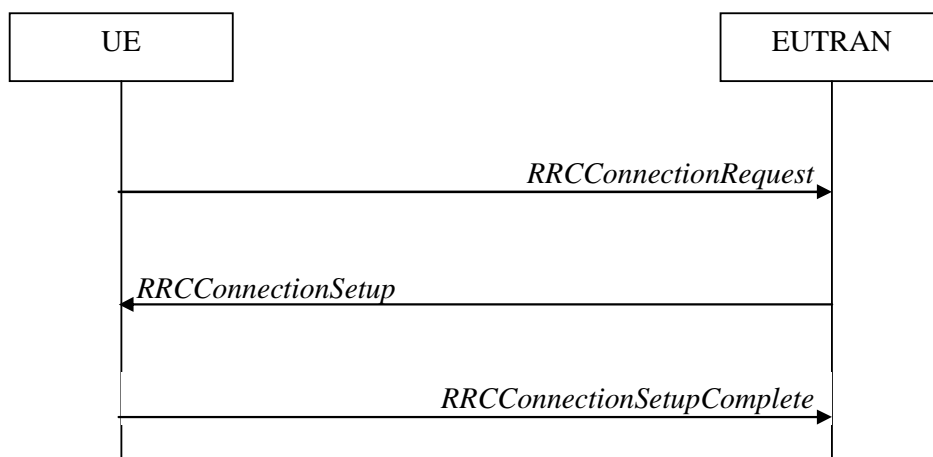 UE
EUTRAN
RRCConnectionRequest
RRCConnectionSetup
RRCConnectionSetupComplete